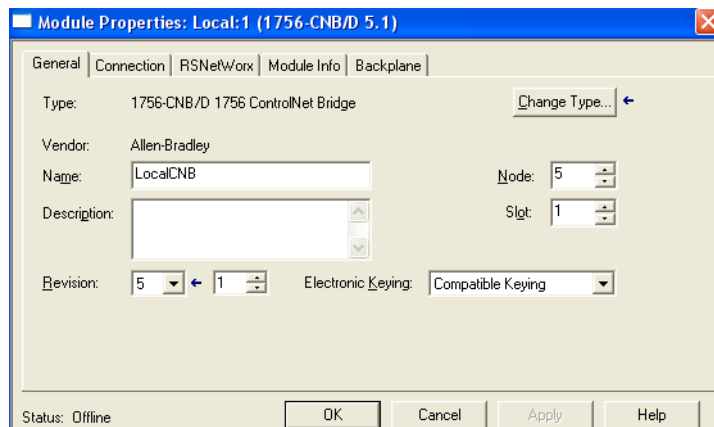 Module Properties: Local:1 (1756-CNB/D 5.1)
General Connection RSNetWorx Module Info Backplane
Type: 1756-CNB/D 1756 ControlNet Bridge Change Type...
Vendor: Allen-Bradley
Name: LocalCNB Node: 5
Description: Slot: 1
Revision: 5 1 Electronic Keying: Compatible Keying
Status: Offline OK Cancel Apply Help